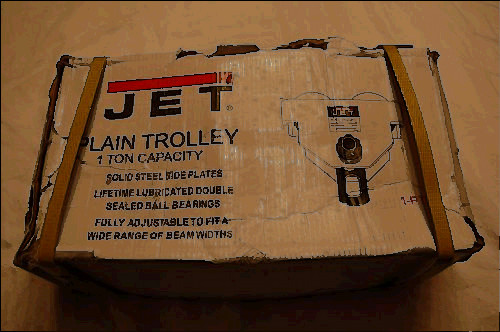 JET®
PLAIN TROLLEY
1 TON CAPACITY
SOLID STEEL SIDE PLATES
LIFETIME LUBRICATED DOUBLE
SEALED BALL BEARINGS
FULLY ADJUSTABLE TO FIT A
WIDE RANGE OF BEAM WIDTHS
JET